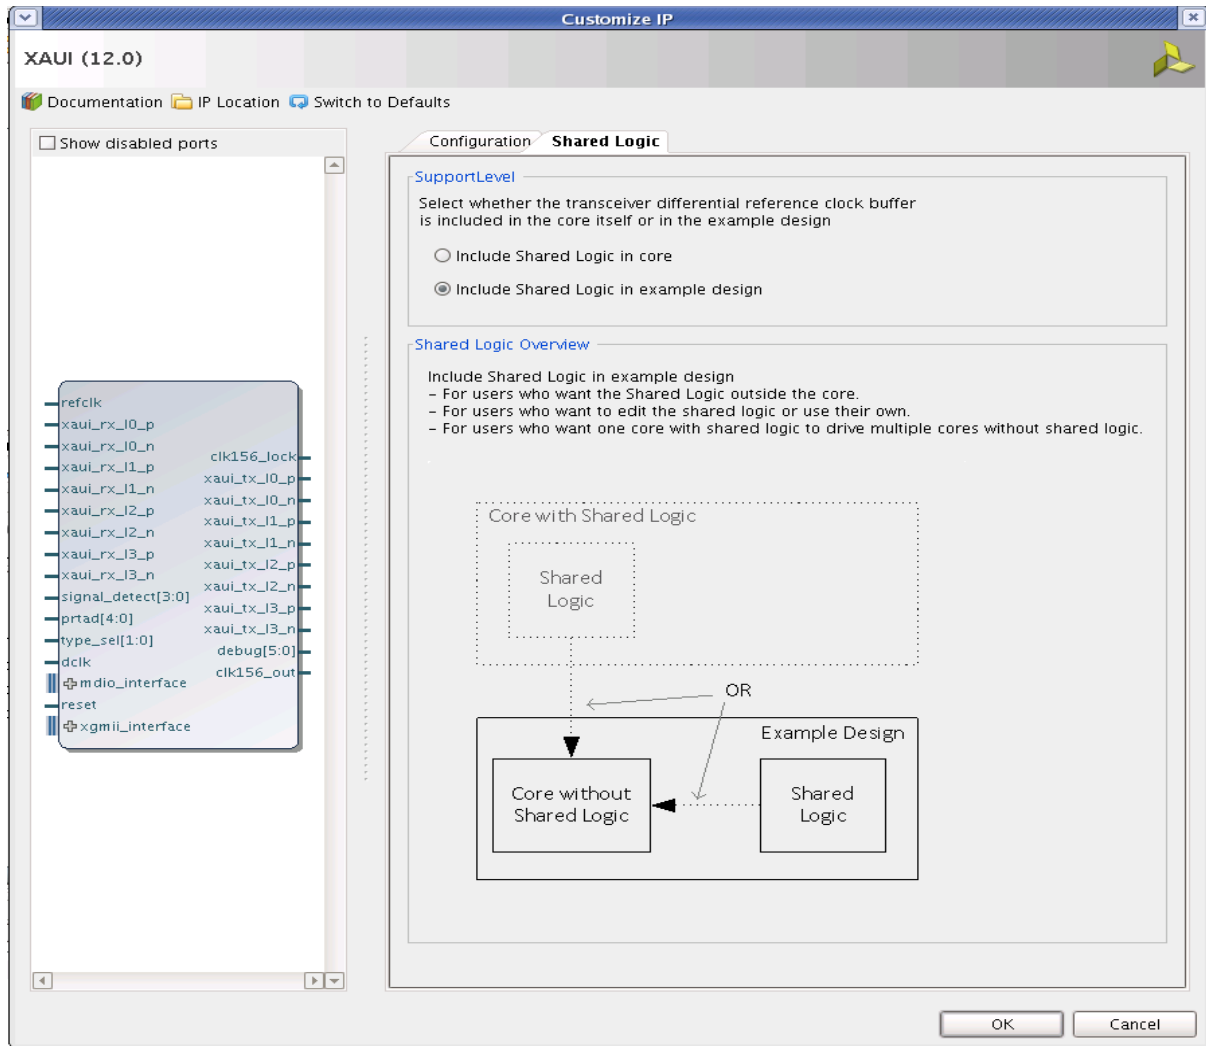 Customize IP
XAUI (12.0)
Documentation IP Location Switch to Defaults
Show disabled ports
refclk
xaui_rx_l0_p
xaui_rx_l0_n
xaui_rx_l1_p
xaui_rx_l1_n
xaui_rx_l2_p
xaui_rx_l2_n
xaui_rx_l3_p
xaui_rx_l3_n
signal_detect[3:0]
prtad[4:0]
type_sel[1:0]
dclk
mdio_interface
reset
xgmii_interface
clk156_lock
xaui_tx_l0_p
xaui_tx_l0_n
xaui_tx_l1_p
xaui_tx_l1_n
xaui_tx_l2_p
xaui_tx_l2_n
xaui_tx_l3_p
xaui_tx_l3_n
debug[5:0]
clk156_out
Configuration Shared Logic
SupportLevel
Select whether the transceiver differential reference clock buffer
is included in the core itself or in the example design
Include Shared Logic in core
Include Shared Logic in example design
Shared Logic Overview
Include Shared Logic in example design
– For users who want the Shared Logic outside the core.
– For users who want to edit the shared logic or use their own.
– For users who want one core with shared logic to drive multiple cores without shared logic.
Core with Shared Logic
Shared
Logic
OR
Example Design
Core without
Shared Logic
Shared
Logic
OK Cancel